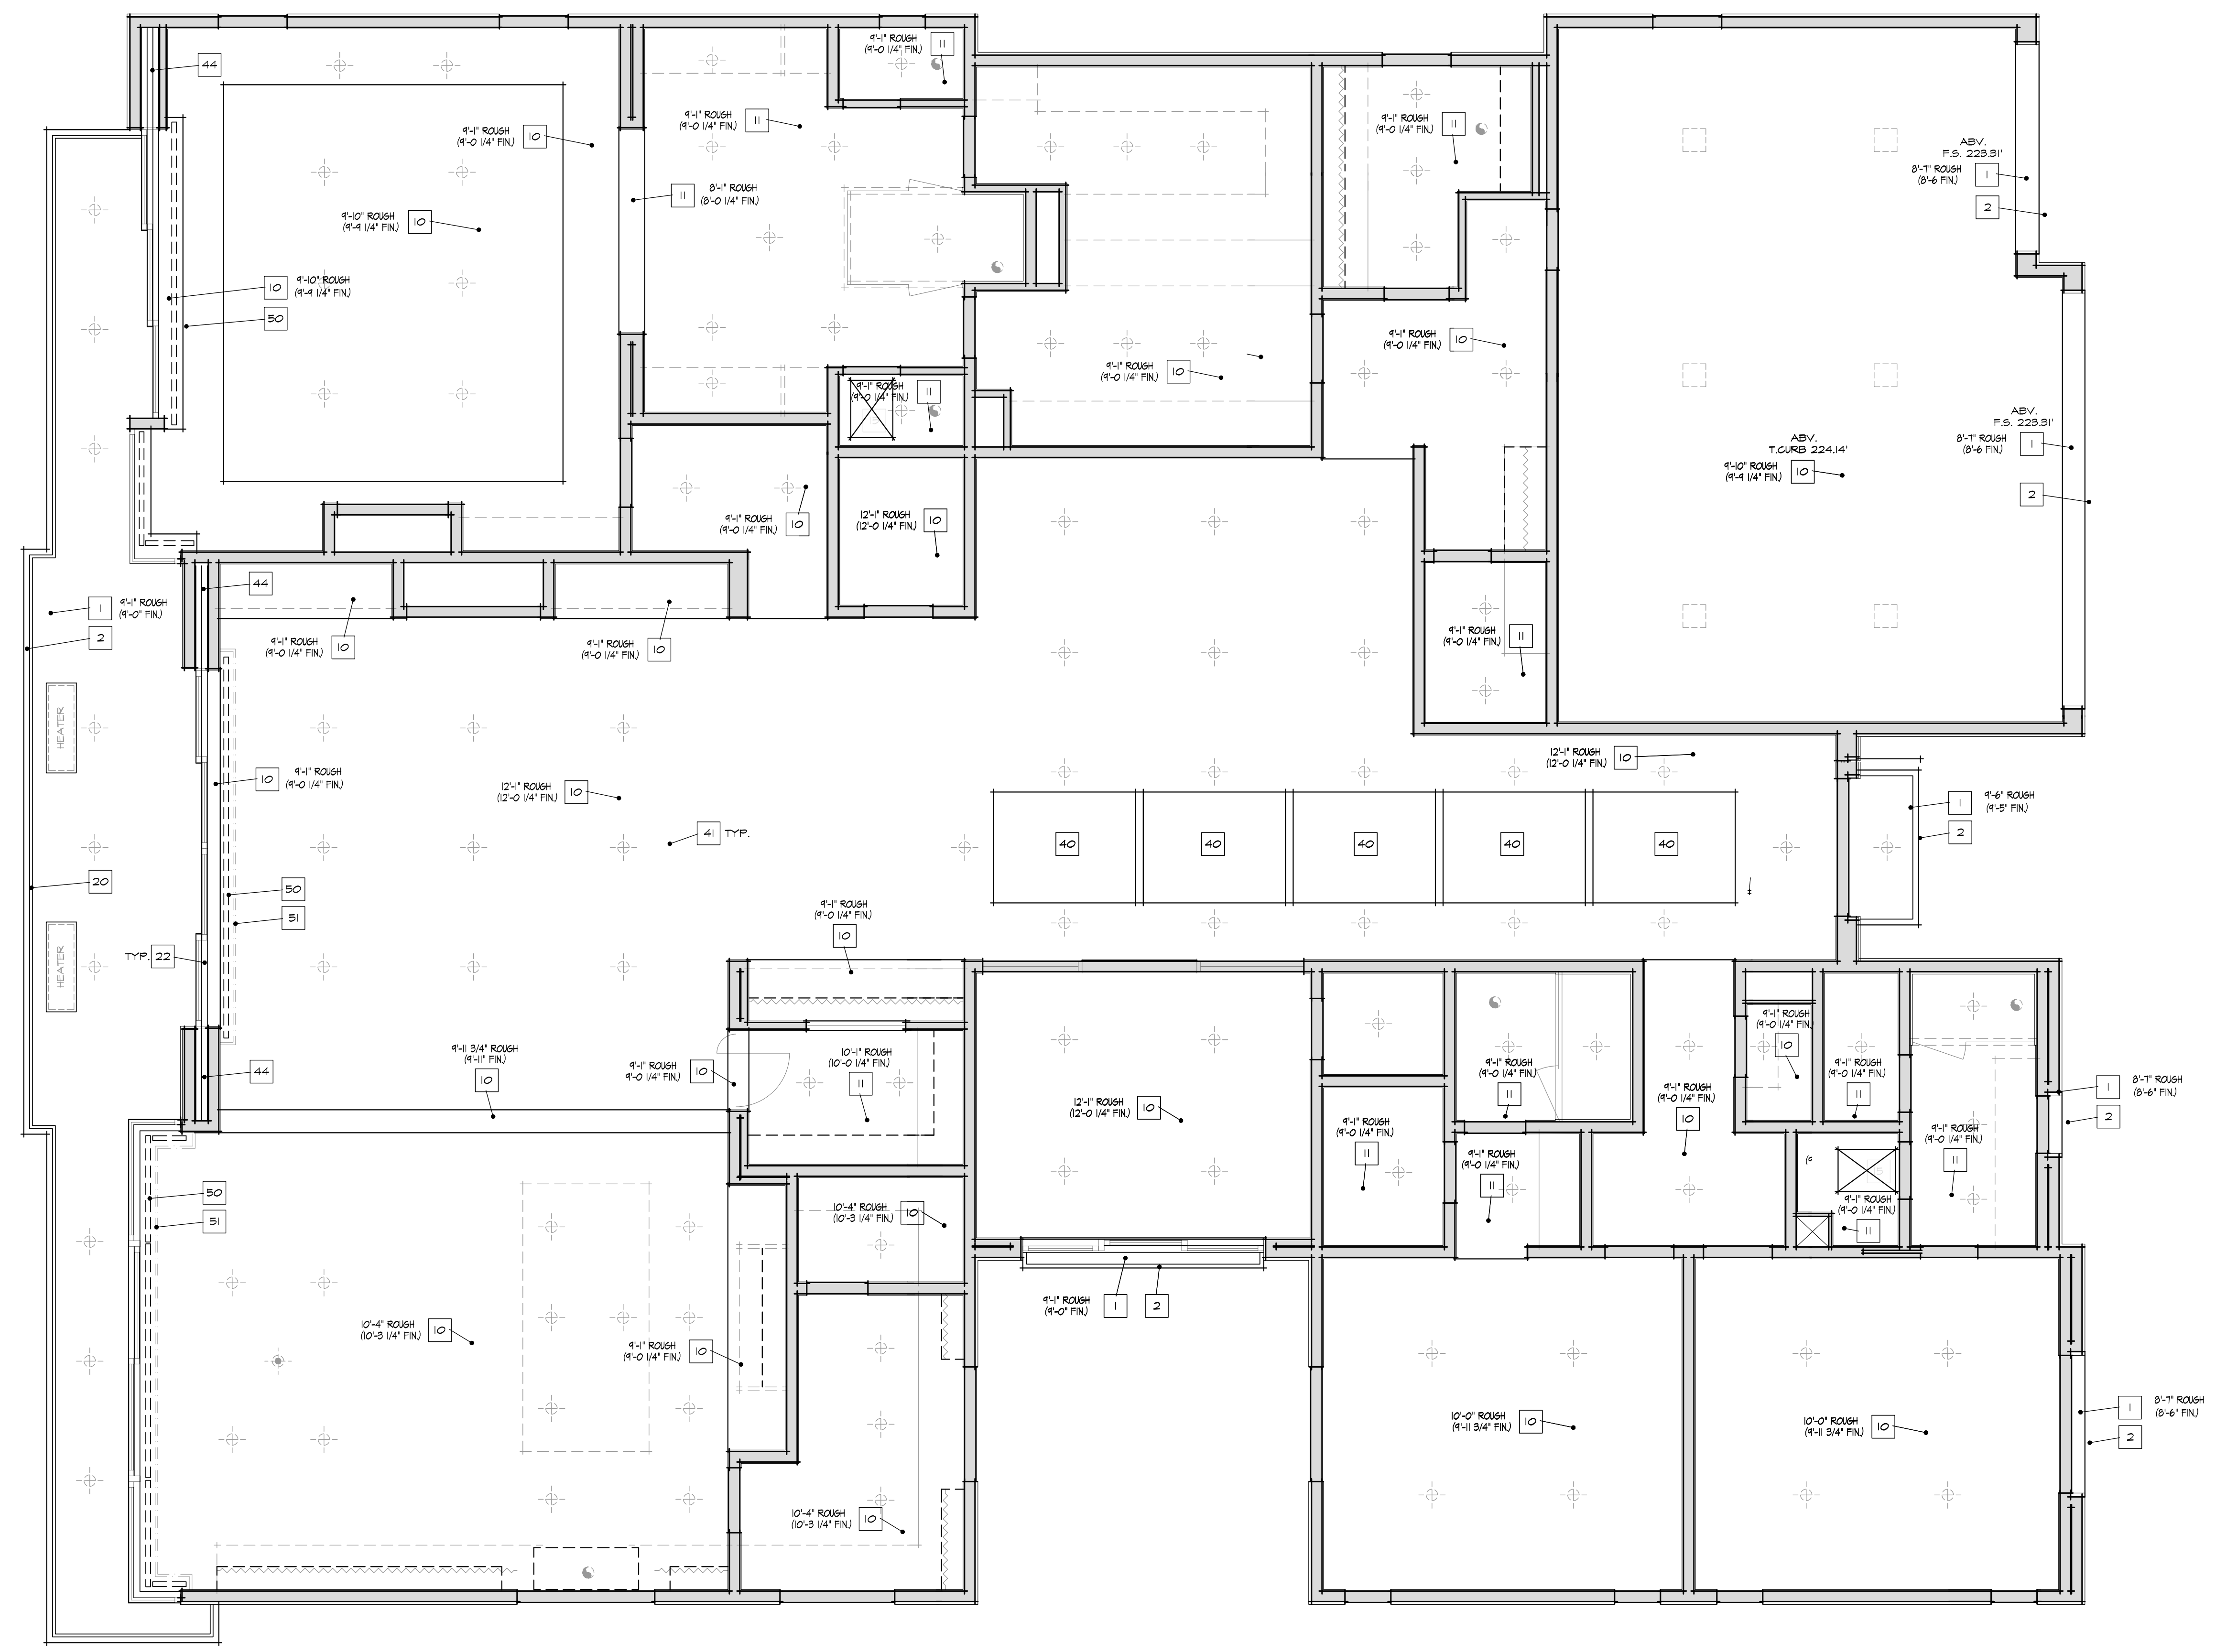 44
9'-1" ROUGH
(9'-0 1/4" FIN.)
10
9'-10" ROUGH
(9'-9 1/4" FIN.)
10
10
9'-10" ROUGH
(9'-9 1/4" FIN.)
50
9'-1" ROUGH
(9'-0 1/4" FIN.)
11
9'-1" ROUGH
(9'-0 1/4" FIN.)
11
11
8'-1" ROUGH
(8'-0 1/4" FIN.)
9'-1" ROUGH
(9'-0 1/4" FIN.)
11
9'-1" ROUGH
(9'-0 1/4" FIN.)
10
9'-1" ROUGH
(9'-0 1/4" FIN.)
11
9'-1" ROUGH
(9'-0 1/4" FIN.)
10
ABV.
F.S. 223.31'
8'-7" ROUGH
(8'-6 FIN.)
1
2
ABV.
F.S. 223.31'
8'-7" ROUGH
(8'-6 FIN.)
1
2
ABV.
T.CURB 224.14'
9'-10" ROUGH
(9'-9 1/4" FIN.)
10
9'-1" ROUGH
(9'-0 1/4" FIN.)
10
12'-1" ROUGH
(12'-0 1/4" FIN.)
10
44
1
9'-1" ROUGH
(9'-0" FIN.)
2
9'-1" ROUGH
(9'-0 1/4" FIN.)
10
9'-1" ROUGH
(9'-0 1/4" FIN.)
10
9'-1" ROUGH
(9'-0 1/4" FIN.)
11
HEATER
10
9'-1" ROUGH
(9'-0 1/4" FIN.)
12'-1" ROUGH
(12'-0 1/4" FIN.)
10
41 TYP.
12'-1" ROUGH
(12'-0 1/4" FIN.)
10
1
9'-6" ROUGH
(9'-5" FIN.)
2
40
40
40
40
40
20
50
51
HEATER
TYP. 22
9'-1" ROUGH
(9'-0 1/4" FIN.)
10
44
9'-11 3/4" ROUGH
(9'-11" FIN.)
10
9'-1" ROUGH
9'-0 1/4" FIN.)
10
10'-1" ROUGH
(10'-0 1/4" FIN.)
11
12'-1" ROUGH
(12'-0 1/4" FIN.)
10
9'-1" ROUGH
(9'-0 1/4" FIN.)
11
9'-1" ROUGH
(9'-0 1/4" FIN.)
11
9'-1" ROUGH
(9'-0 1/4" FIN.)
11
9'-1" ROUGH
(9'-0 1/4" FIN.)
10
9'-1" ROUGH
(9'-0 1/4" FIN.)
10
9'-1" ROUGH
(9'-0 1/4" FIN.)
11
9'-1" ROUGH
(9'-0 1/4" FIN.)
11
9'-1" ROUGH
(9'-0 1/4" FIN.)
11
1
8'-7" ROUGH
(8'-6" FIN.)
2
50
51
10'-4" ROUGH
(10'-3 1/4" FIN.)
10
10'-4" ROUGH
(10'-3 1/4" FIN.)
10
9'-1" ROUGH
(9'-0 1/4" FIN.)
10
9'-1" ROUGH
(9'-0" FIN.)
1
2
10'-4" ROUGH
(10'-3 1/4" FIN.)
10
10'-0" ROUGH
(9'-11 3/4" FIN.)
10
10'-0" ROUGH
(9'-11 3/4" FIN.)
10
1
8'-7" ROUGH
(8'-6" FIN.)
2